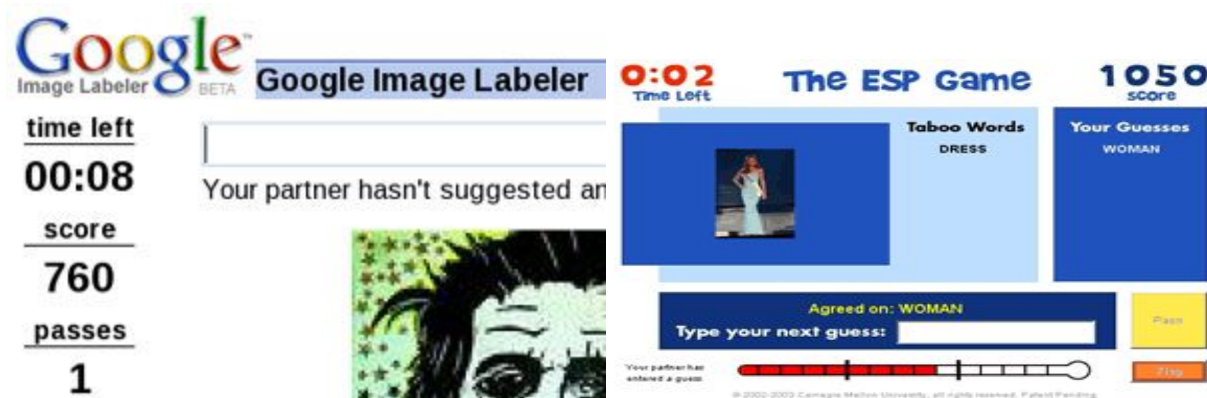 Google
Image Labeler BETA
Google Image Labeler
time left
00:08
Your partner hasn't suggested an
score
760
passes
1
0:02
Time Left
The ESP Game
1050
score
Taboo Words
DRESS
Your Guesses
WOMAN
Agreed on: WOMAN
Type your next guess:
Pass
Your partner has
entered a guess
© 2002-2003 Carnegie Mellon University, all rights reserved. Patent Pending.